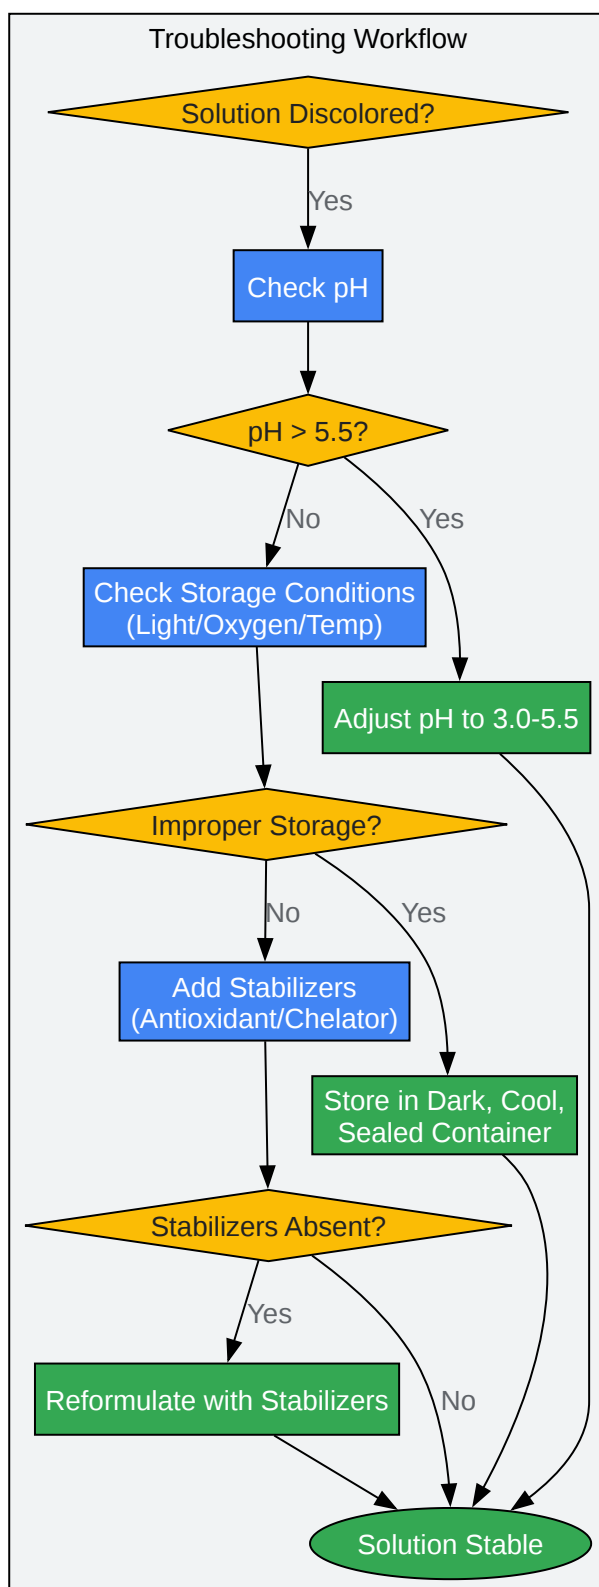 Troubleshooting Workflow
Solution Discolored?
Yes
Check pH
pH > 5.5?
No
Yes
Check Storage Conditions
(Light/Oxygen/Temp)
Adjust pH to 3.0-5.5
Improper Storage?
No
Yes
Add Stabilizers
(Antioxidant/Chelator)
Store in Dark, Cool,
Sealed Container
Stabilizers Absent?
Yes
No
Reformulate with Stabilizers
Solution Stable